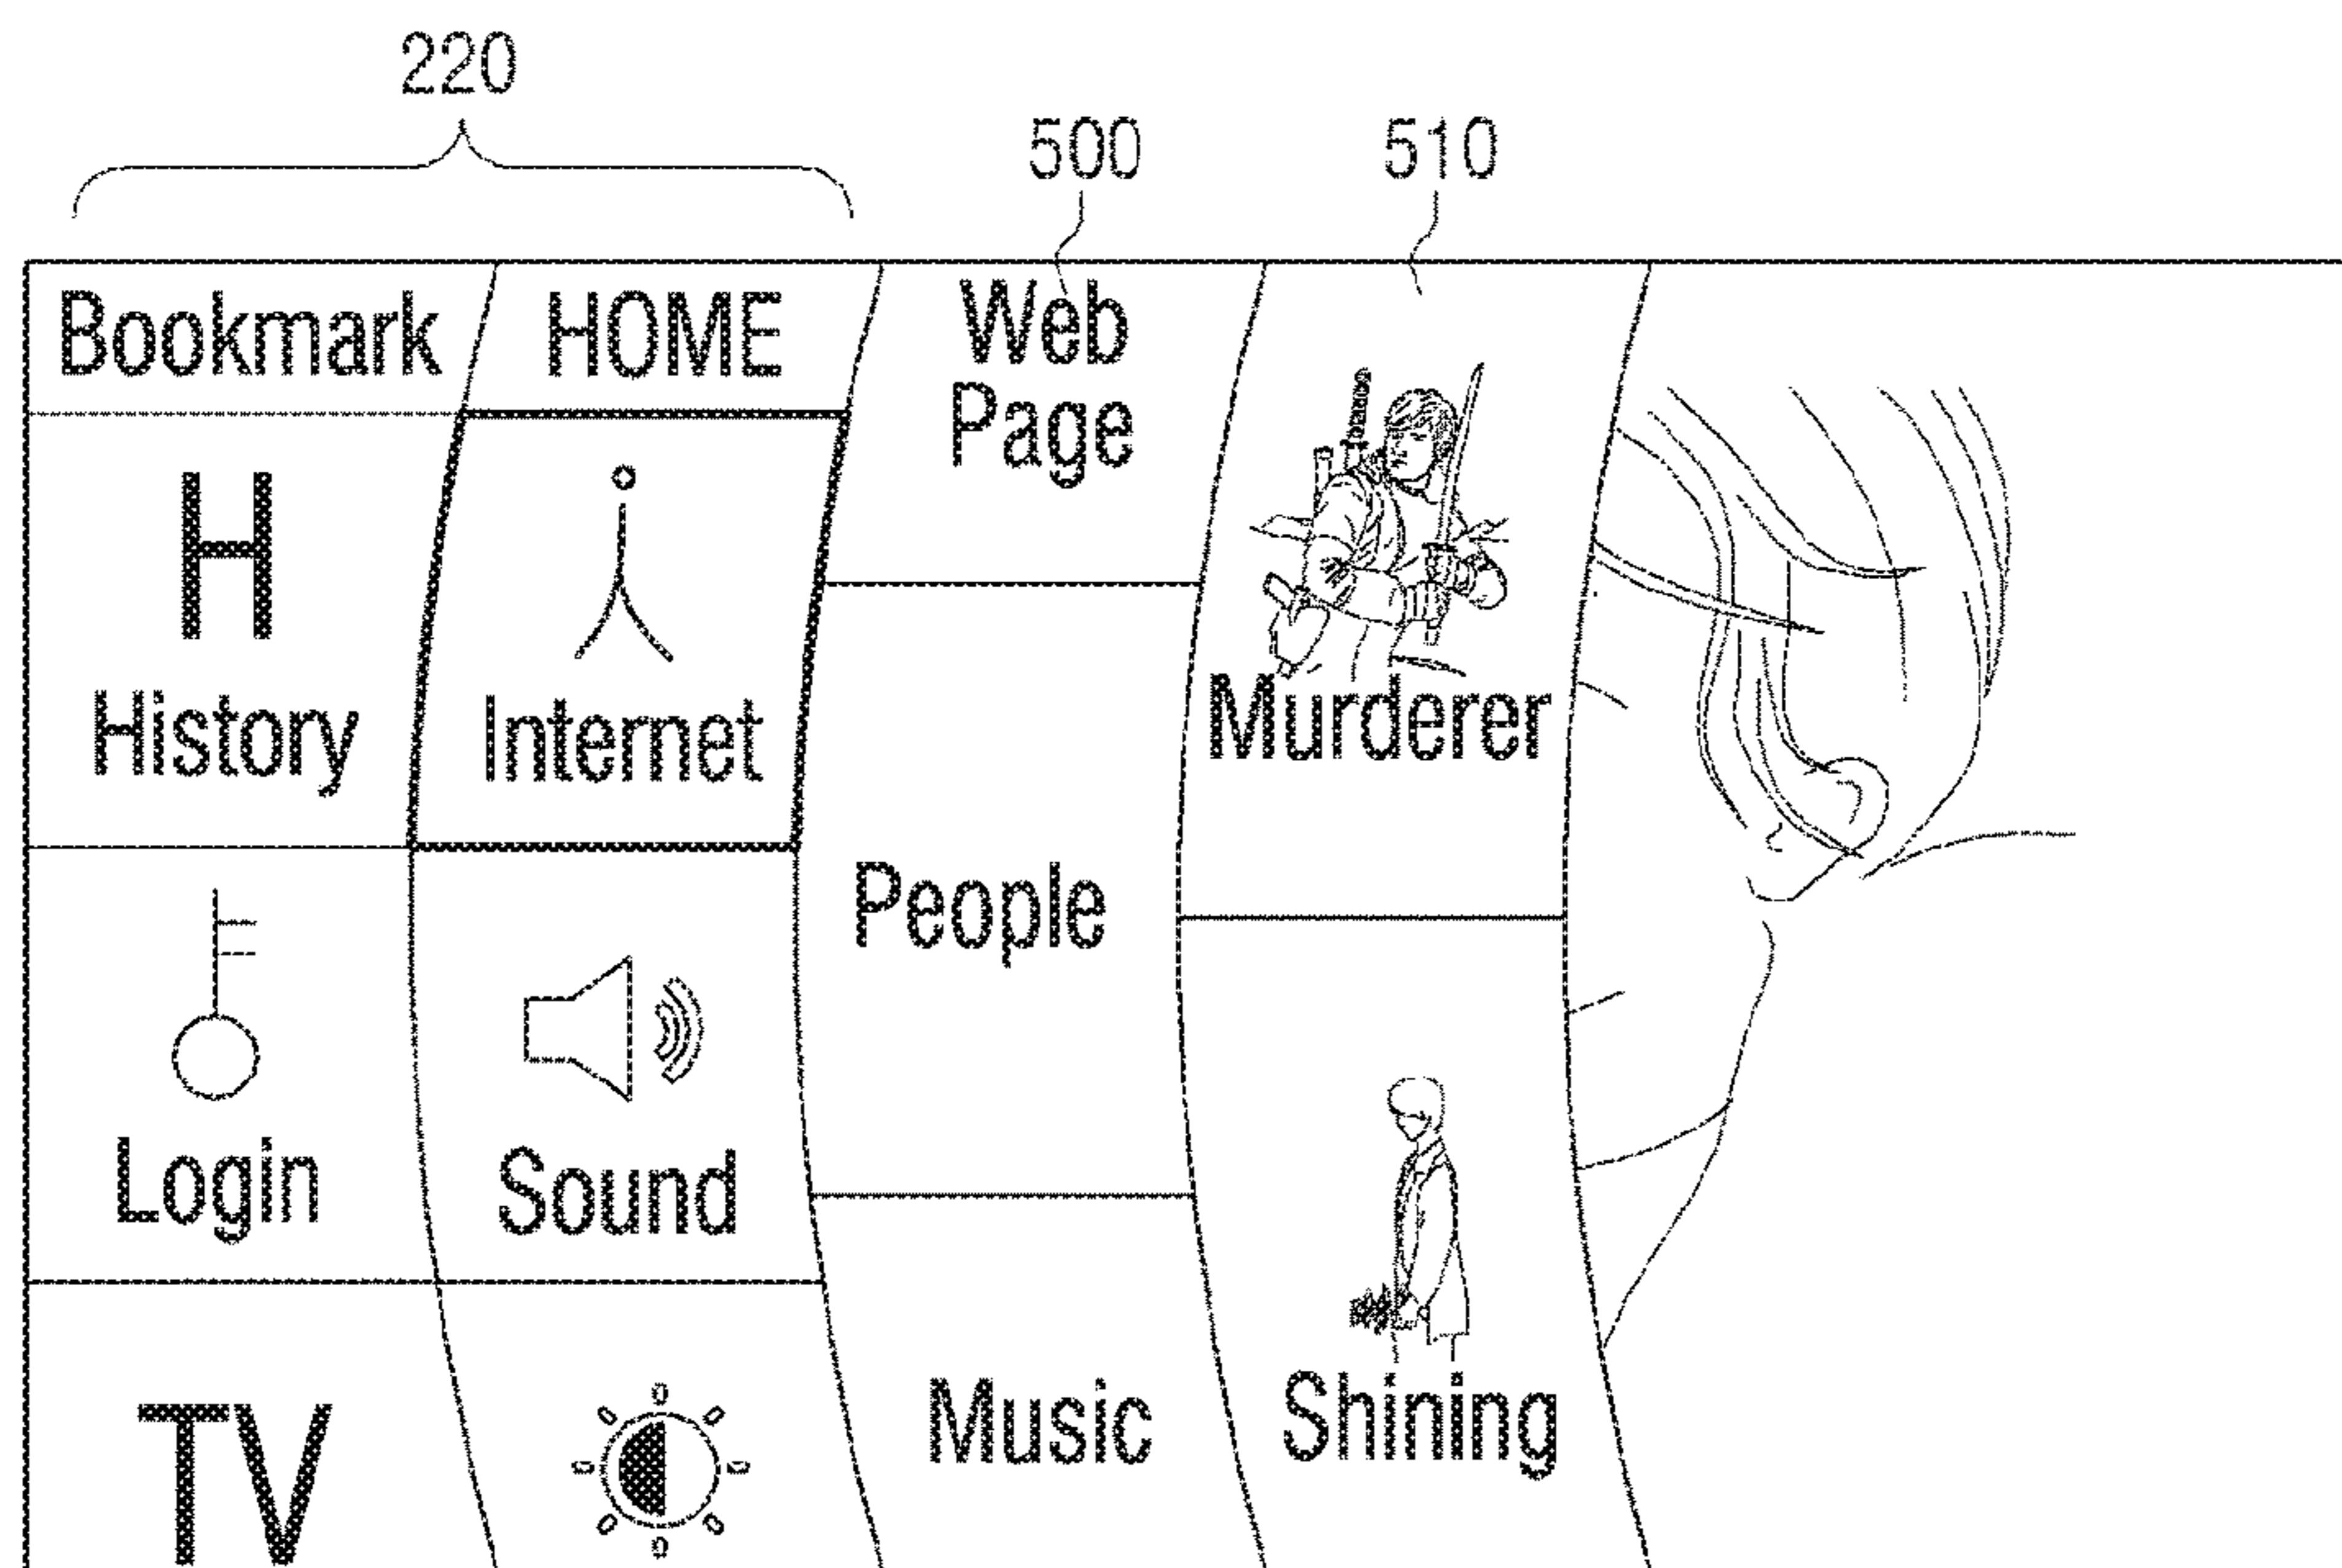 220
500
510
Bookmark
HOME
Web
Page
H
History
Internet
Murderer
People
Login
Sound
TV
Music
Shining